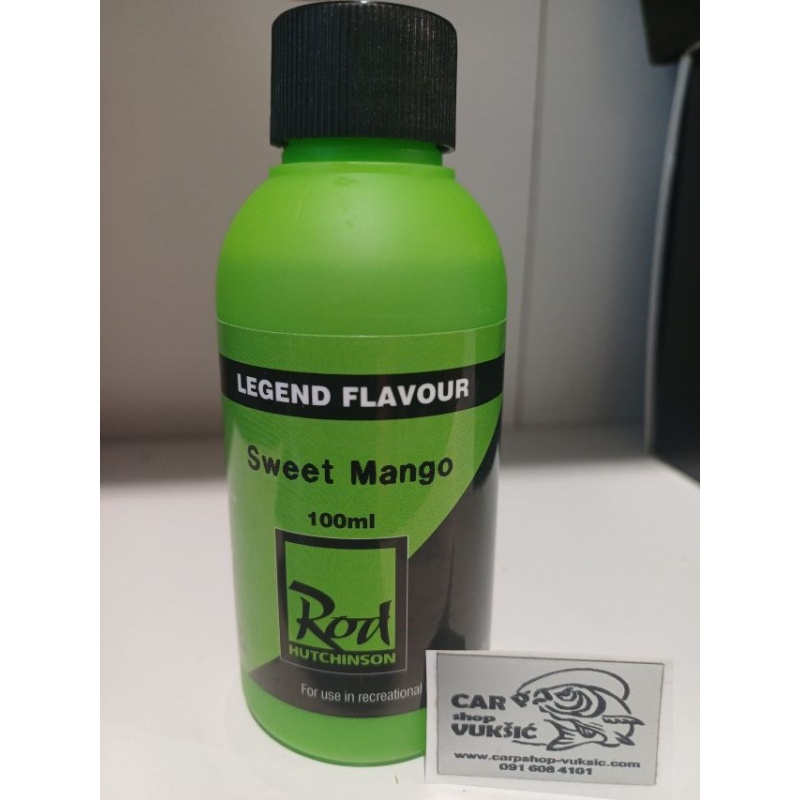 LEGEND FLAVOUR
Sweet Mango
100ml
Rod
HUTCHINSON
For use in recreational
CARP
shop
VUKŠIĆ
www.carpshop-vuksic.com
091 608 4101